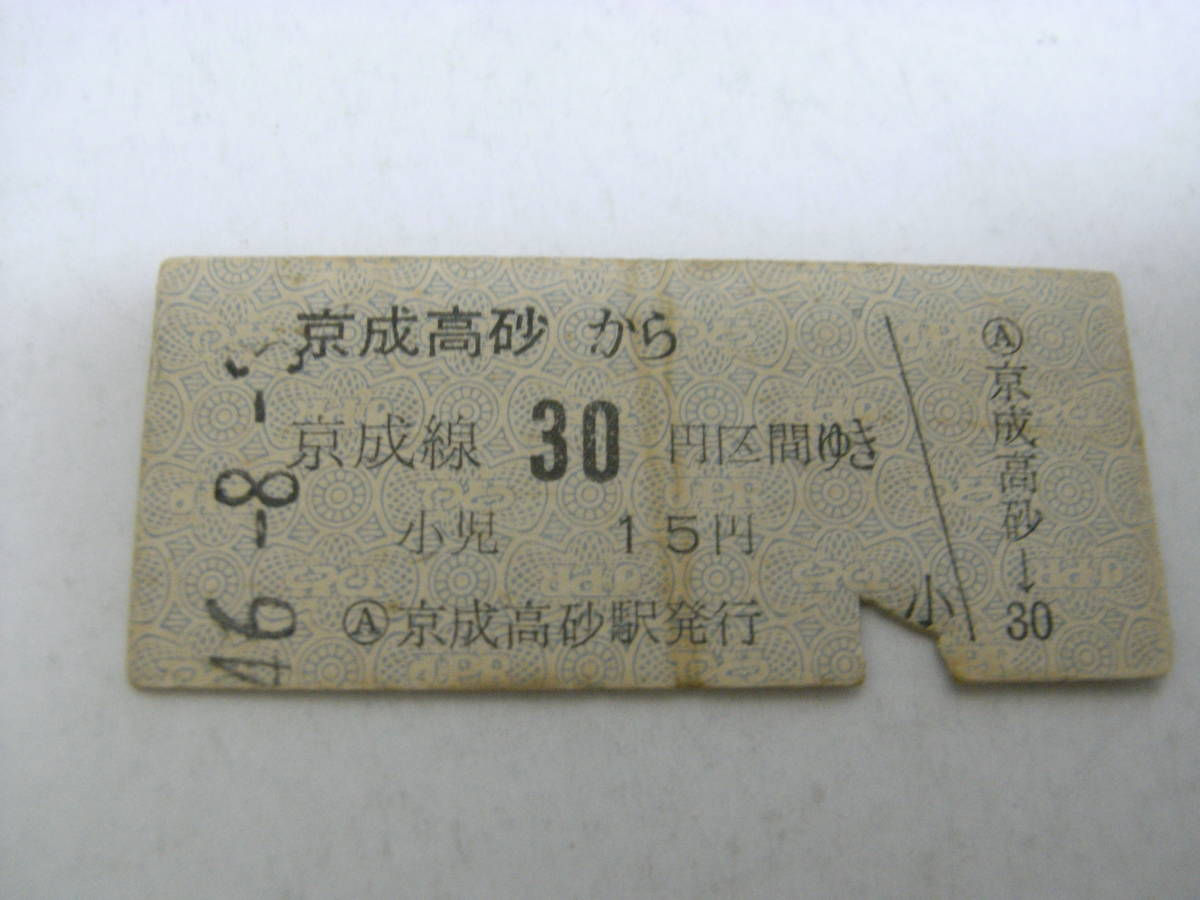 京成高砂 から
京成線 30 円区間ゆき
小児 15円
Ⓐ京成高砂駅発行
46-8-
小
Ⓐ京成高砂→30